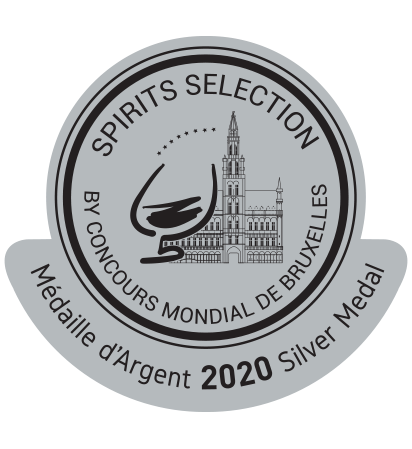 SPIRITS SELECTION
BY CONCOURS MONDIAL DE BRUXELLES
Médaille d'Argent 2020 Silver Medal